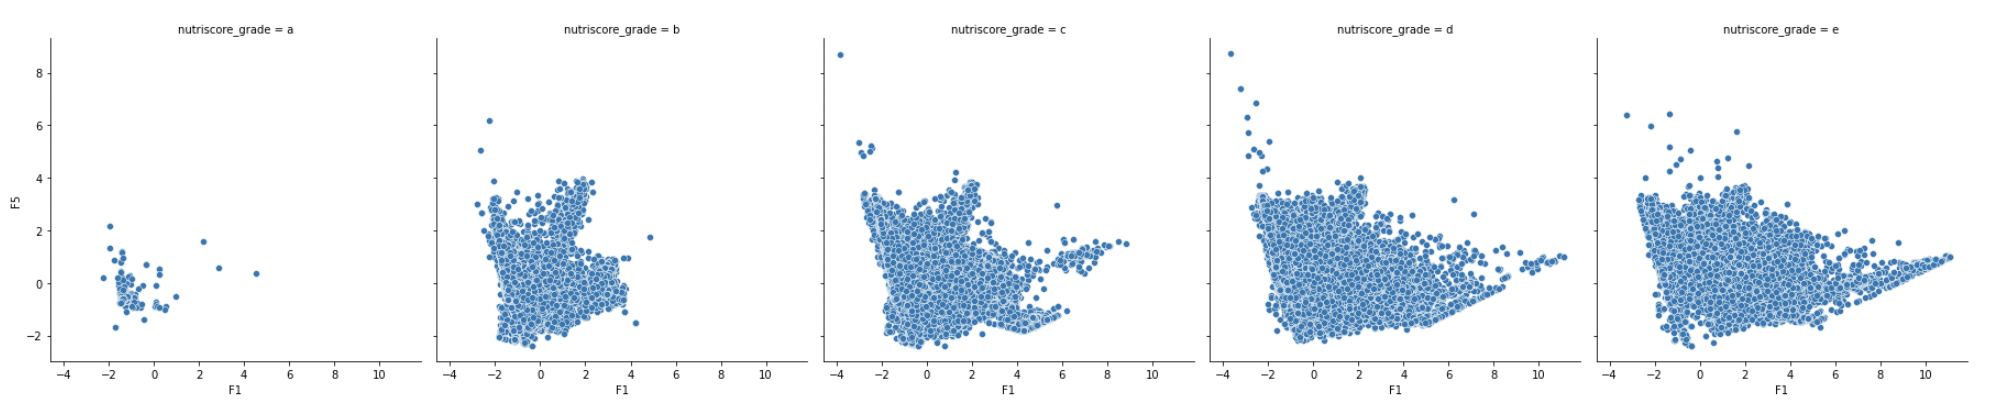 nutriscore_grade = a
nutriscore_grade = b
nutriscore_grade = c
nutriscore_grade = d
nutriscore_grade = e
F5
8
6
4
2
0
−2
−4 −2 0 2 4 6 8 10
−4 −2 0 2 4 6 8 10
−4 −2 0 2 4 6 8 10
−4 −2 0 2 4 6 8 10
−4 −2 0 2 4 6 8 10
F1
F1
F1
F1
F1